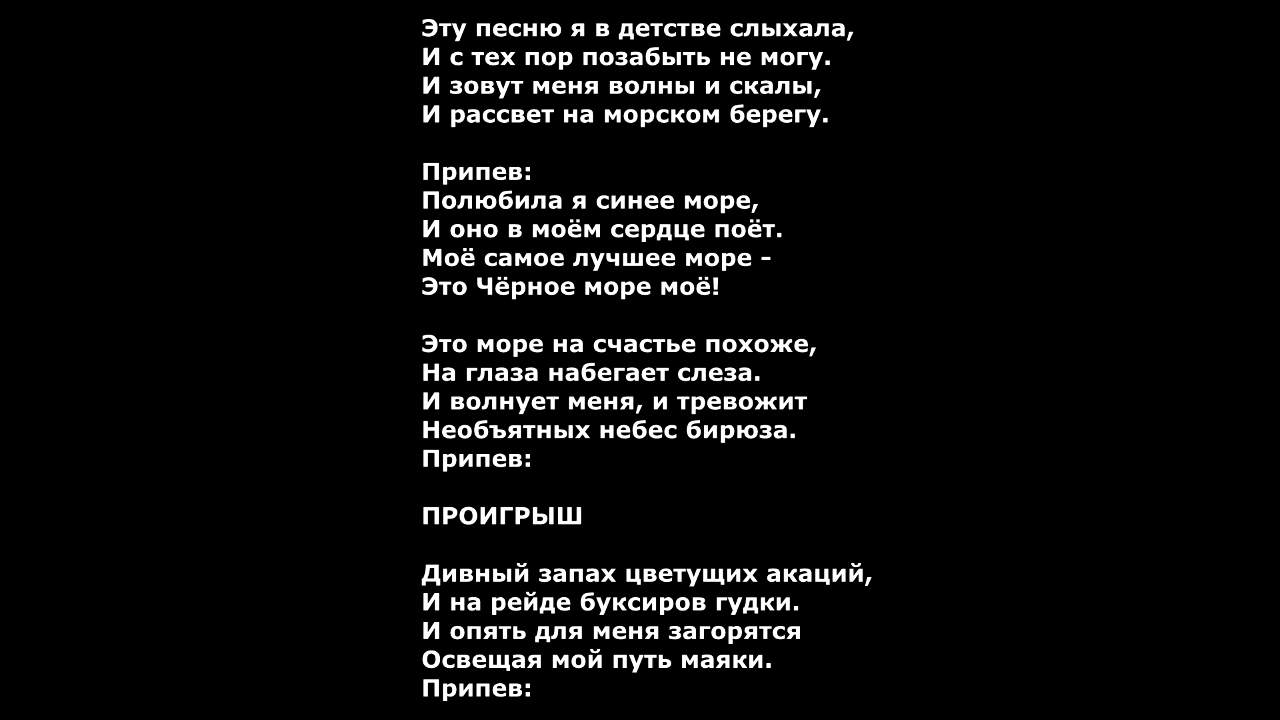 Эту песню я в детстве слыхала,
И с тех пор позабыть не могу.
И зовут меня волны и скалы,
И рассвет на морском берегу.
Припев:
Полюбила я синее море,
И оно в моём сердце поёт.
Моё самое лучшее море -
Это Чёрное море моё!
Это море на счастье похоже,
На глаза набегает слеза.
И волнует меня, и тревожит
Необъятных небес бирюза.
Припев:
ПРОИГРЫШ
Дивный запах цветущих акаций,
И на рейде буксиров гудки.
И опять для меня загорятся
Освещая мой путь маяки.
Припев: